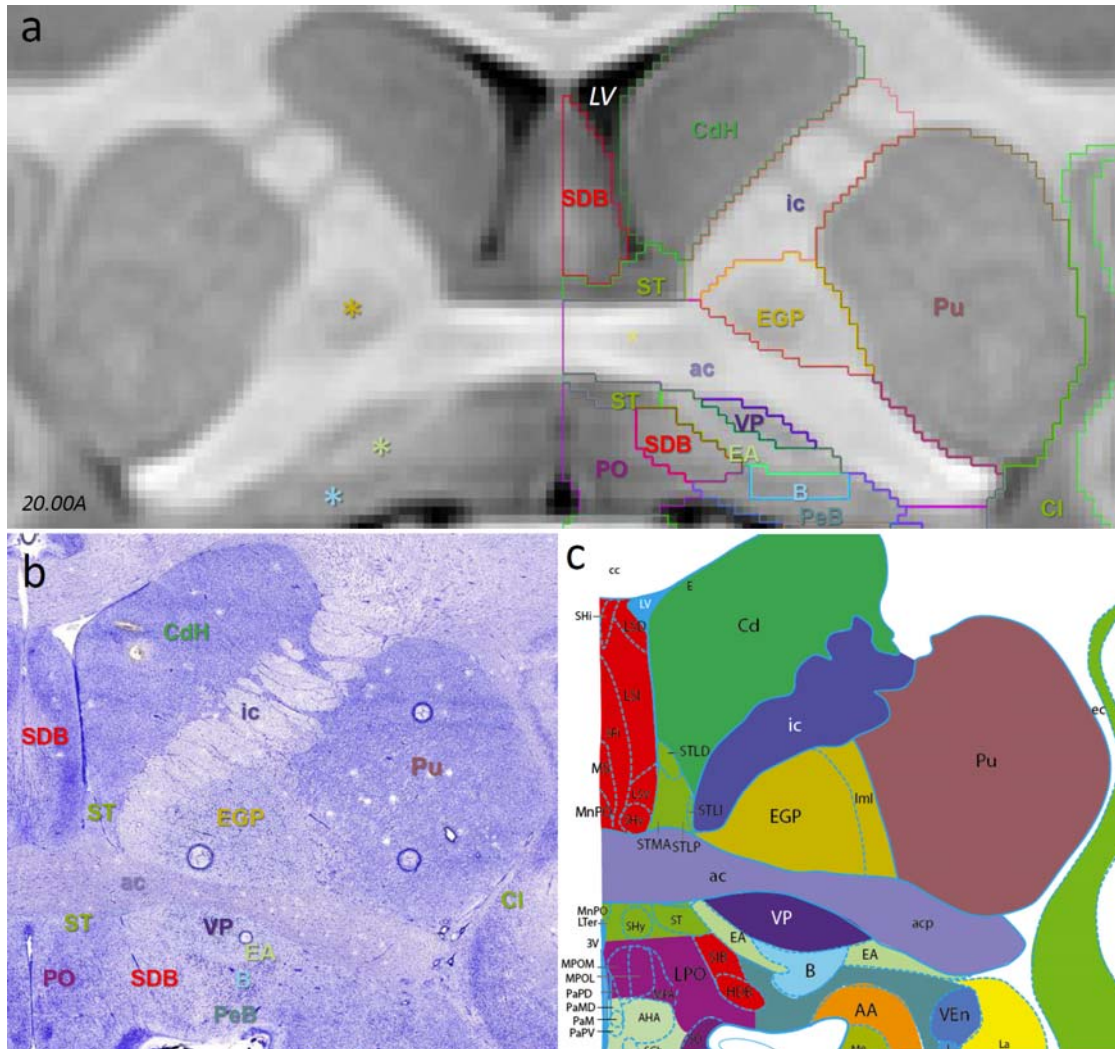 a
LV
CdH
SDB
ic
ST
*
EGP
Pu
*
ac
ST
VP
*
SDB
EA
PO
*
B
PeB
20.00A
Cl
b
CdH
ic
SDB
Pu
ST
EGP
ac
Cl
ST
VP
EA
PO
SDB
B
PeB
c
cc
E
LV
SHi
Cd
LSI
ic
ec
STLD
Pu
STLI
EGP
lml
STMA
STLP
ac
MnPO
LTer
SHy
ST
VP
acp
3V
EA
EA
MPOM
LPO
B
MPOL
PaPD
PaMD
AHA
AA
VEn
PaM
PaPV
La